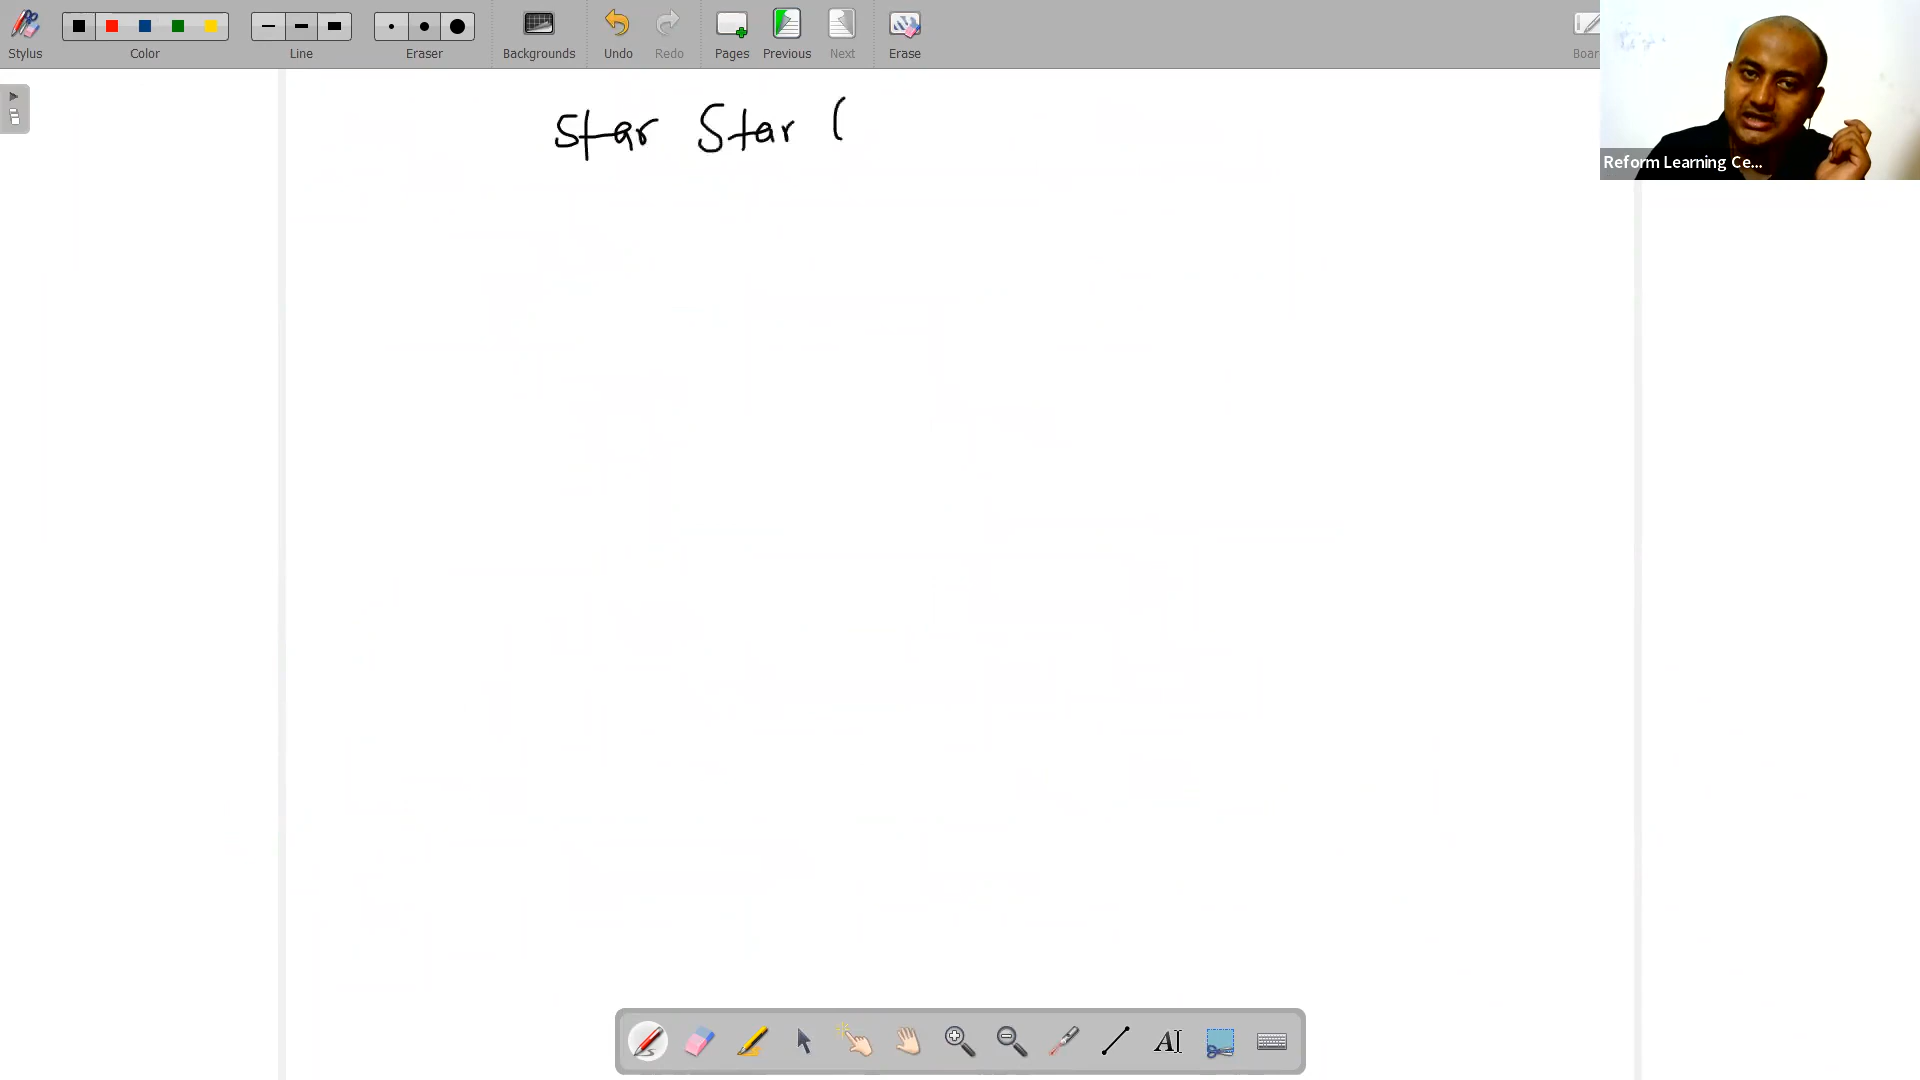 Stylus Color Line Eraser Backgrounds Undo Redo Pages Previous Next Erase
Star Star (
Reform Learning Ce...